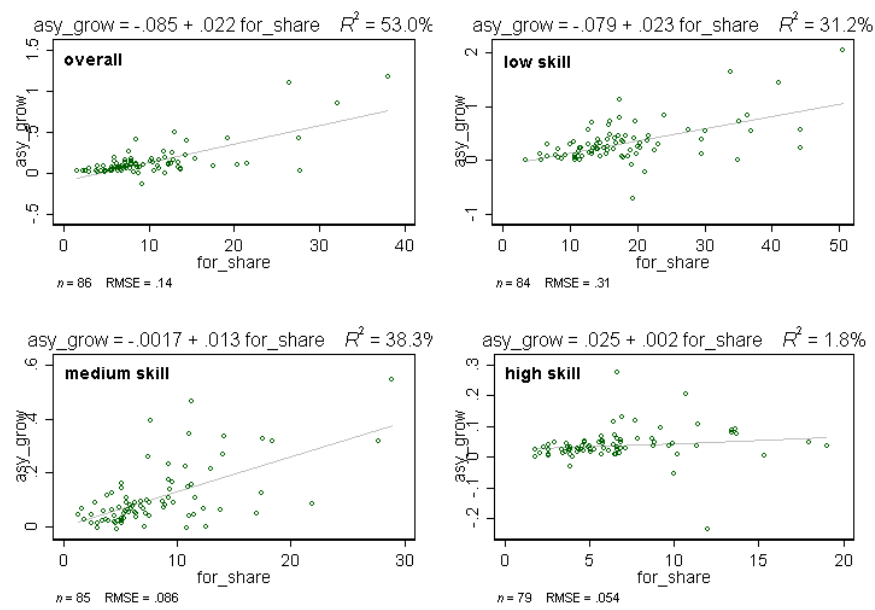 asy_grow = -.085 + .022 for_share R² = 53.0%
overall
asy_grow
1.5
1
.5
0
-.5
0 10 20 30 40
for_share
n = 86 RMSE = .14
asy_grow = -.079 + .023 for_share R² = 31.2%
low skill
asy_grow
2
1
0
-1
0 10 20 30 40 50
for_share
n = 84 RMSE = .31
asy_grow = -.0017 + .013 for_share R² = 38.3%
medium skill
asy_grow
.6
.4
.2
0
0 10 20 30
for_share
n = 85 RMSE = .086
asy_grow = .025 + .002 for_share R² = 1.8%
high skill
asy_grow
.3
.2
.1
0
-.1
-.2
0 5 10 15 20
for_share
n = 79 RMSE = .054